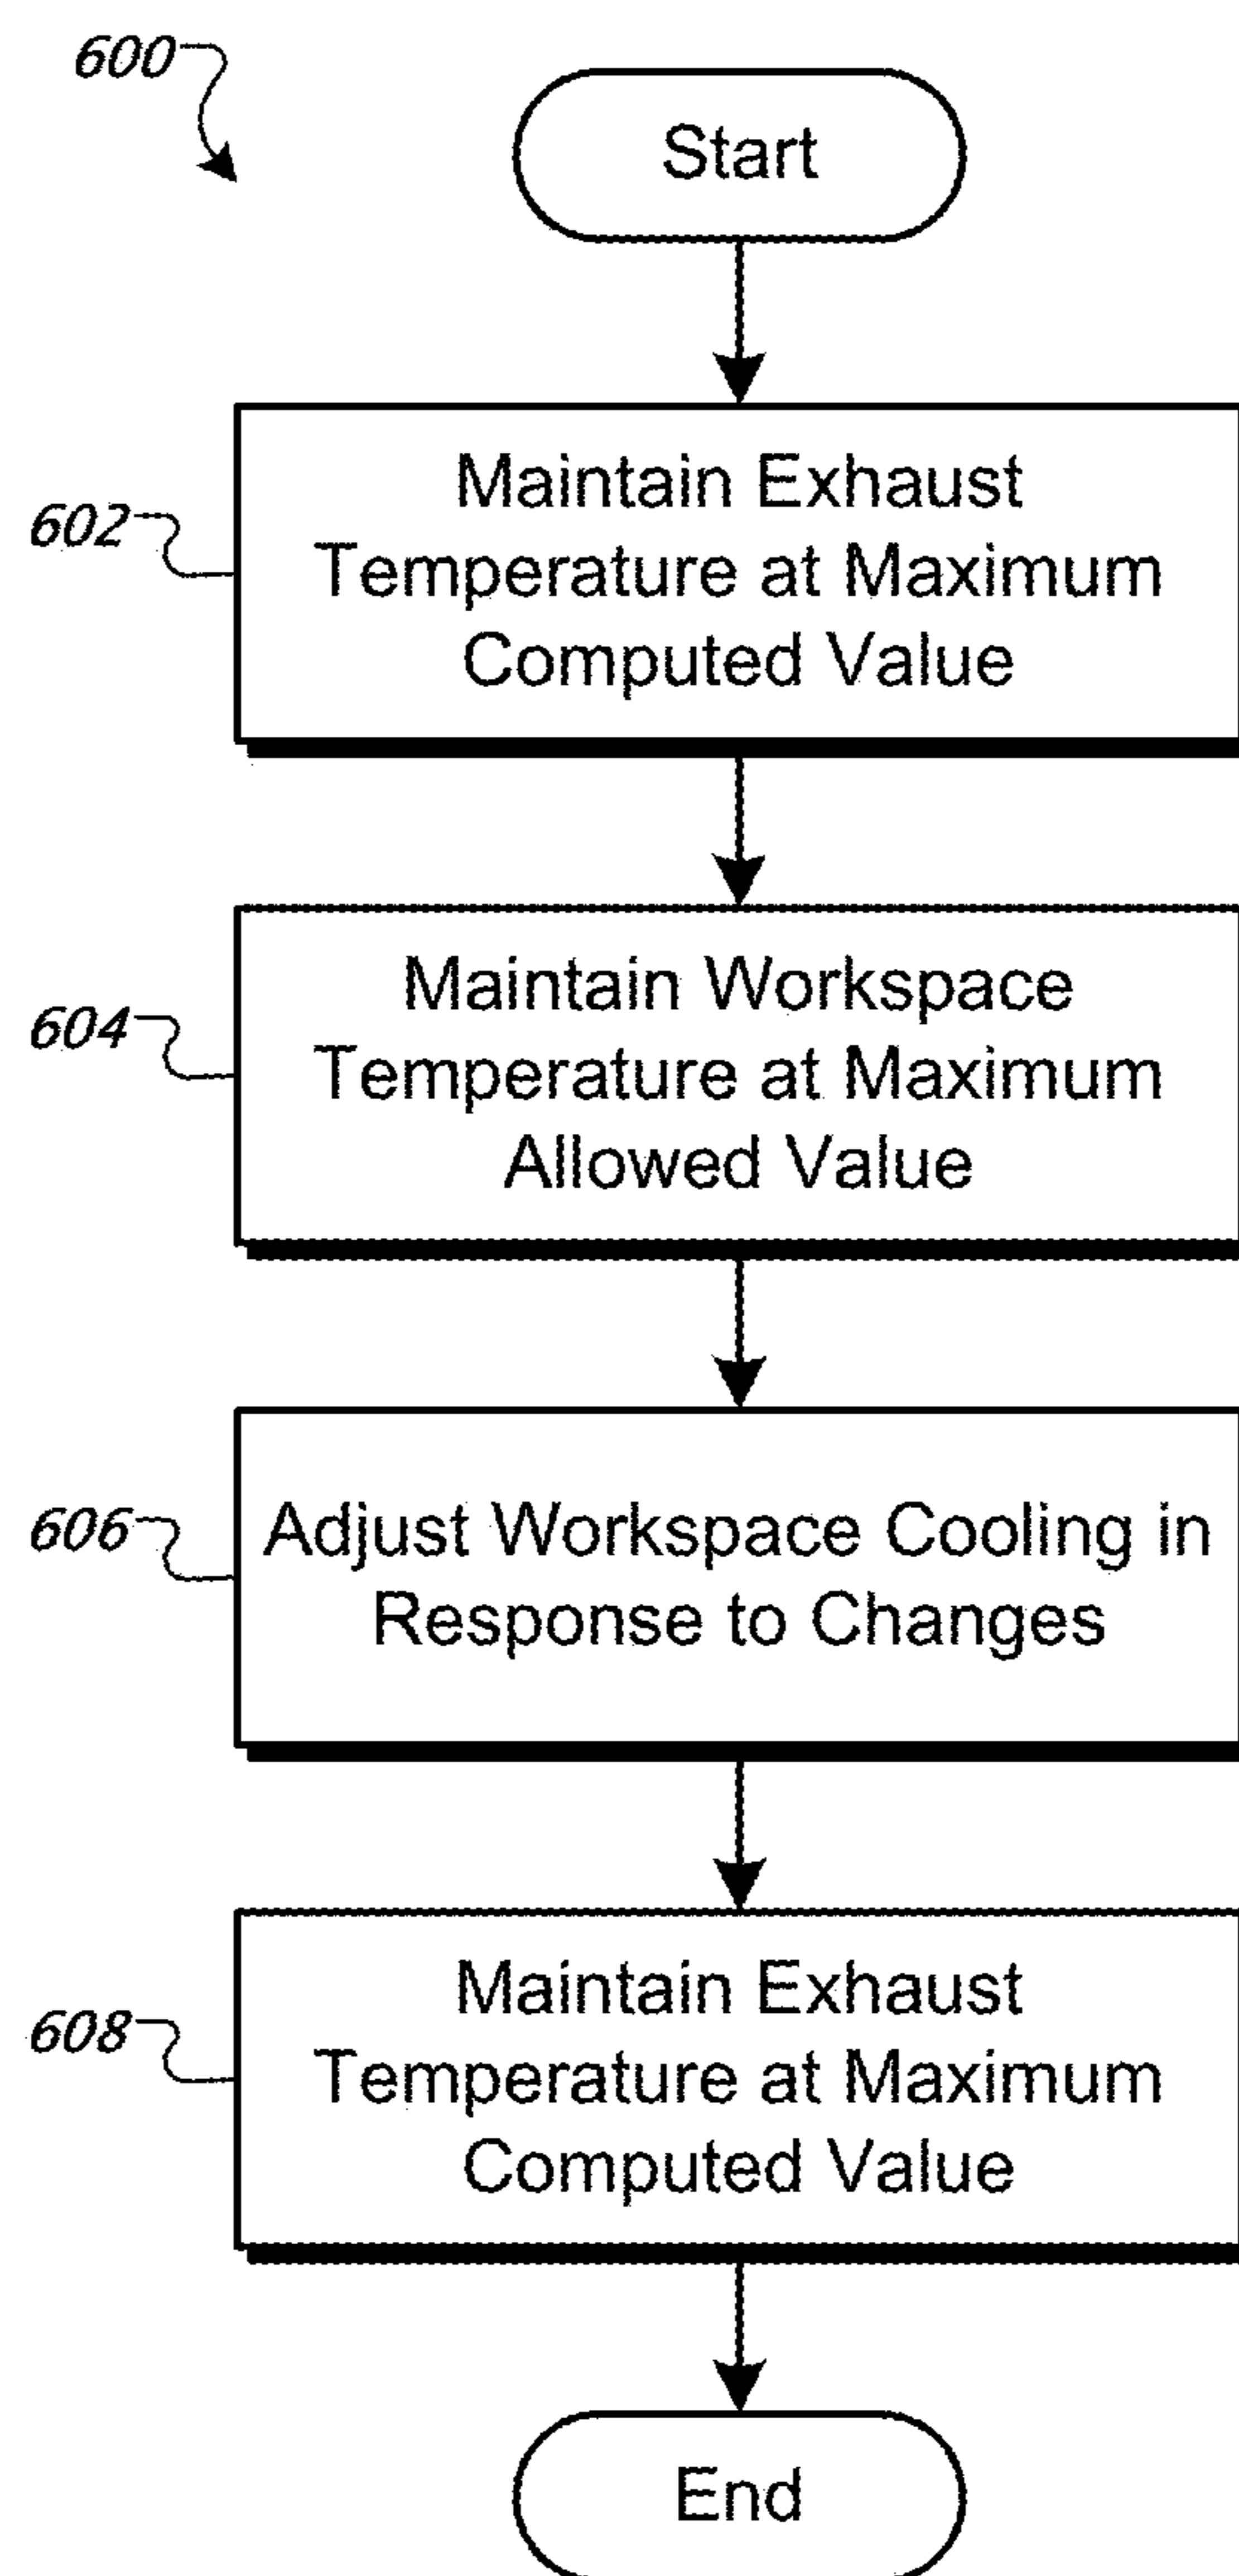 600
Start
602
Maintain Exhaust
Temperature at Maximum
Computed Value
604
Maintain Workspace
Temperature at Maximum
Allowed Value
606
Adjust Workspace Cooling in
Response to Changes
608
Maintain Exhaust
Temperature at Maximum
Computed Value
End